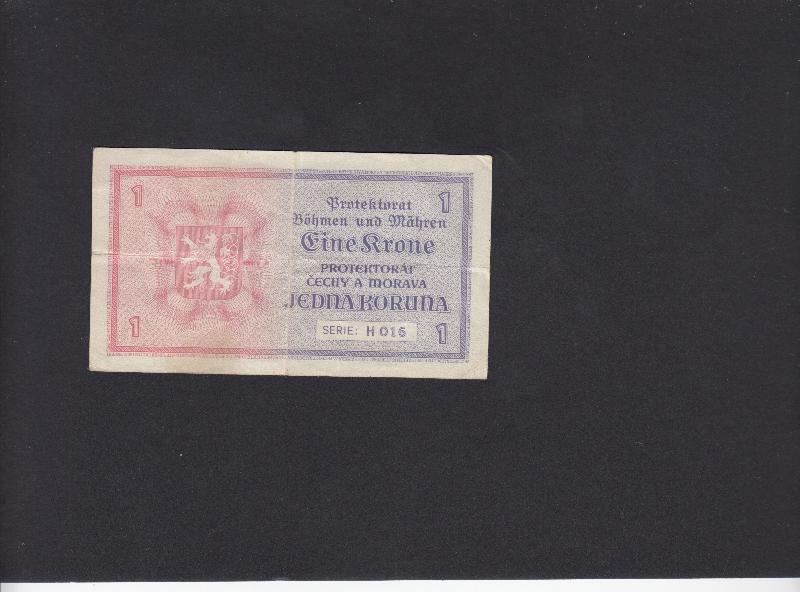 1
1
Protektorat
Böhmen und Mähren
Eine Krone
PROTEKTORÁT
ČECHY A MORAVA
JEDNA KORUNA
SERIE: H 016
1
1